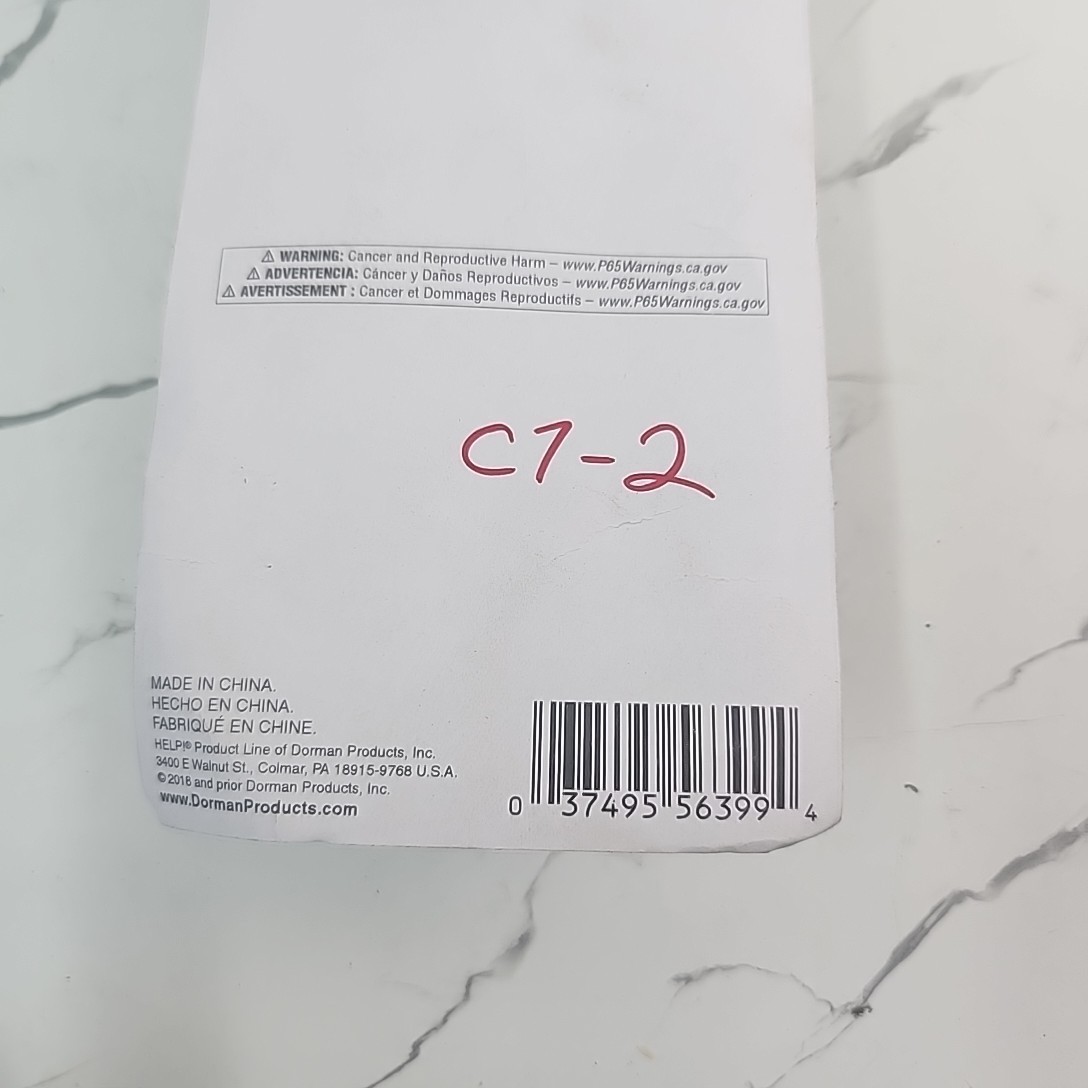 ⚠ WARNING: Cancer and Reproductive Harm – www.P65Warnings.ca.gov
⚠ ADVERTENCIA: Cáncer y Daños Reproductivos – www.P65Warnings.ca.gov
⚠ AVERTISSEMENT : Cancer et Dommages Reproductifs – www.P65Warnings.ca.gov
C1-2
MADE IN CHINA.
HECHO EN CHINA.
FABRIQUÉ EN CHINE.
HELP!® Product Line of Dorman Products, Inc.
3400 E Walnut St., Colmar, PA 18915-9768 U.S.A.
©2018 and prior Dorman Products, Inc.
www.DormanProducts.com
0 37495 56399 4